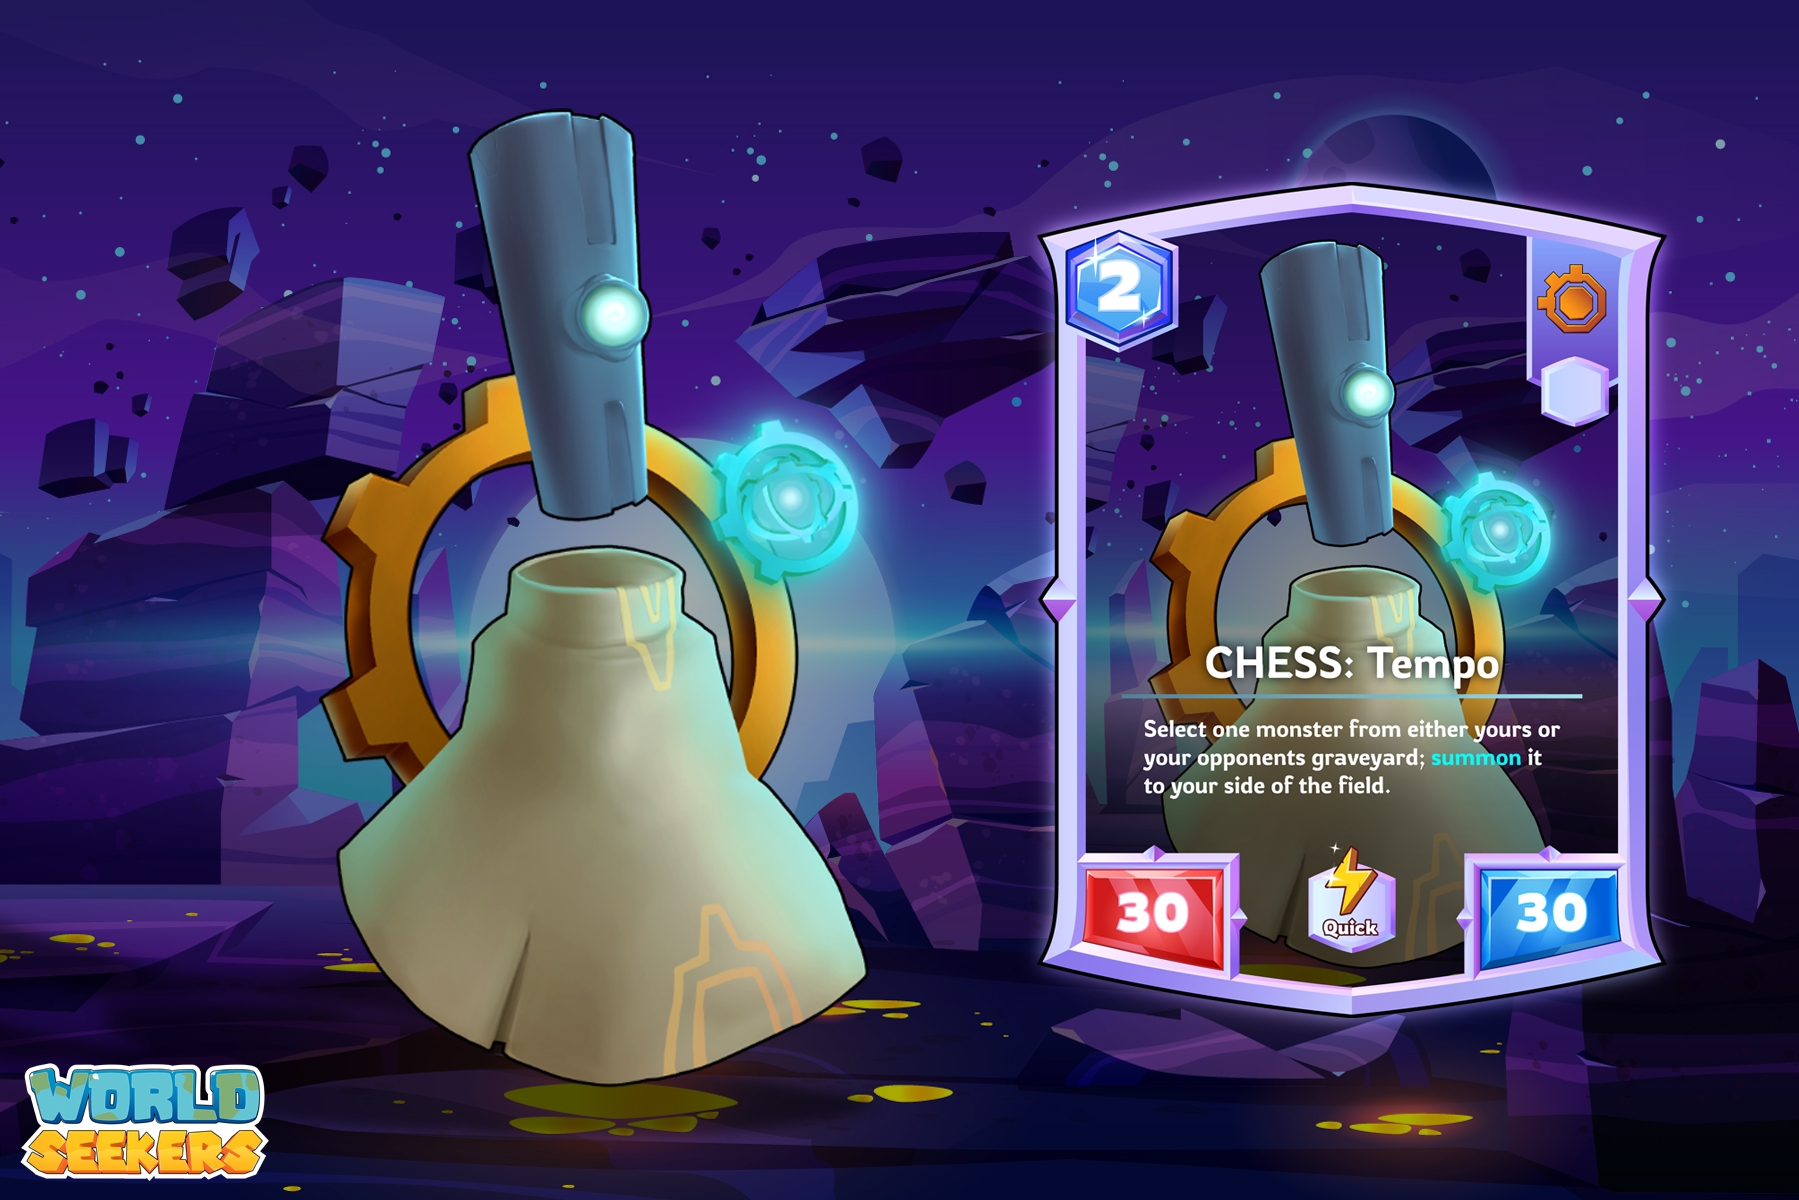 2
CHESS: Tempo
Select one monster from either yours or
your opponents graveyard; summon it
to your side of the field.
30
Quick
30
WORLD
SEEKERS